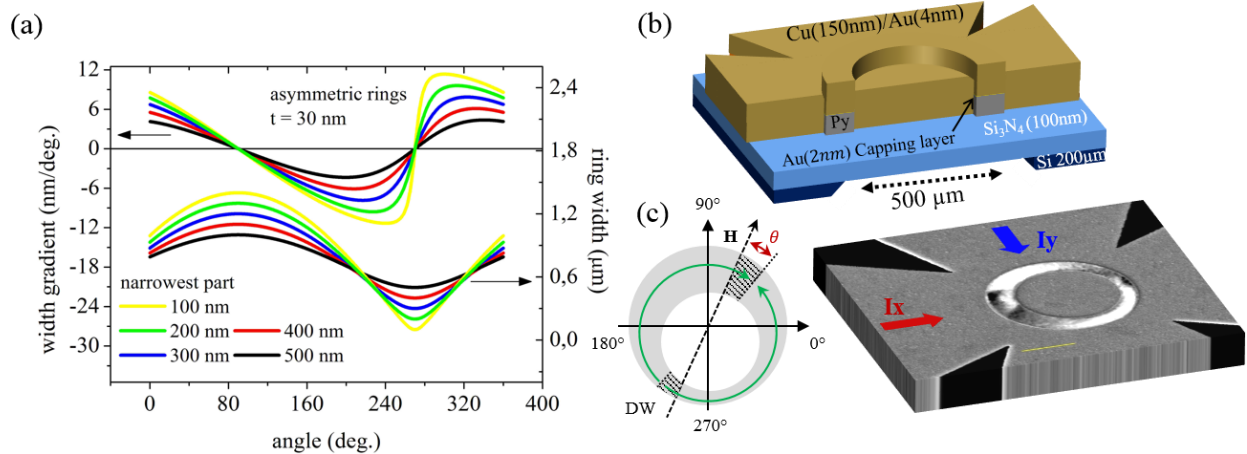 (a)
width gradient (nm/deg.)
12
6
0
-6
-12
-18
-24
-30
asymmetric rings
t = 30 nm
narrowest part
100 nm
200 nm
400 nm
300 nm
500 nm
2,4
1,8
1,2
0,6
0,0
ring width (μm)
0
80
160
240
320
400
angle (deg.)
(b)
Cu(150nm)/Au(4nm)
Py
Si₃N₄ (100nm)
Au(2nm) Capping layer
Si 200μm
500 μm
(c)
90°
H
θ
180°
0°
DW
270°
Iy
Ix